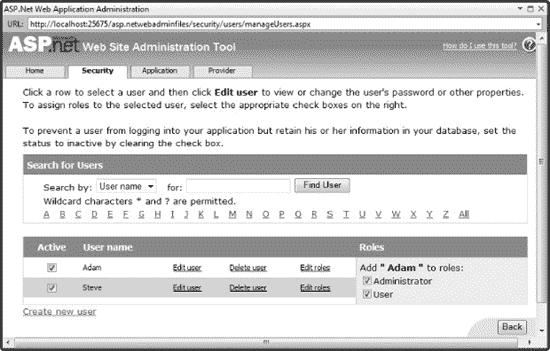 ASP.Net Web Application Administration
URL: http://localhost:25675/asp.netwebadminfiles/security/users/manageUsers.aspx
Microsoft
ASP.net Web Site Administration Tool
How do I use this tool? ?
Home Security Application Provider
Click a row to select a user and then click Edit user to view or change the user's password or other properties.
To assign roles to the selected user, select the appropriate check boxes on the right.
To prevent a user from logging into your application but retain his or her information in your database, set the
status to inactive by clearing the check box.
Search for Users
Search by: User name for: Find User
Wildcard characters * and ? are permitted.
A B C D E F G H I J K L M N O P Q R S T U V W X Y Z All
Active User name Roles
Adam Edit user Delete user Edit roles
Steve Edit user Delete user Edit roles
Add " Adam " to roles:
Administrator
User
Create new user
Back